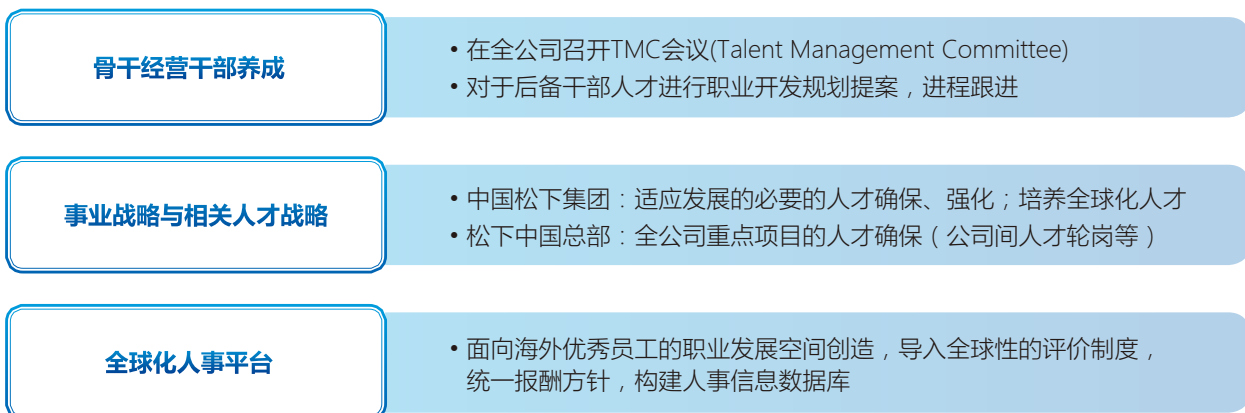 骨干经营干部养成
• 在全公司召开TMC会议(Talent Management Committee)
• 对于后备干部人才进行职业开发规划提案，进程跟进
事业战略与相关人才战略
• 中国松下集团：适应发展的必要的人才确保、强化；培养全球化人才
• 松下中国总部：全公司重点项目的人才确保（公司间人才轮岗等）
全球化人事平台
• 面向海外优秀员工的职业发展空间创造，导入全球性的评价制度，
统一报酬方针，构建人事信息数据库